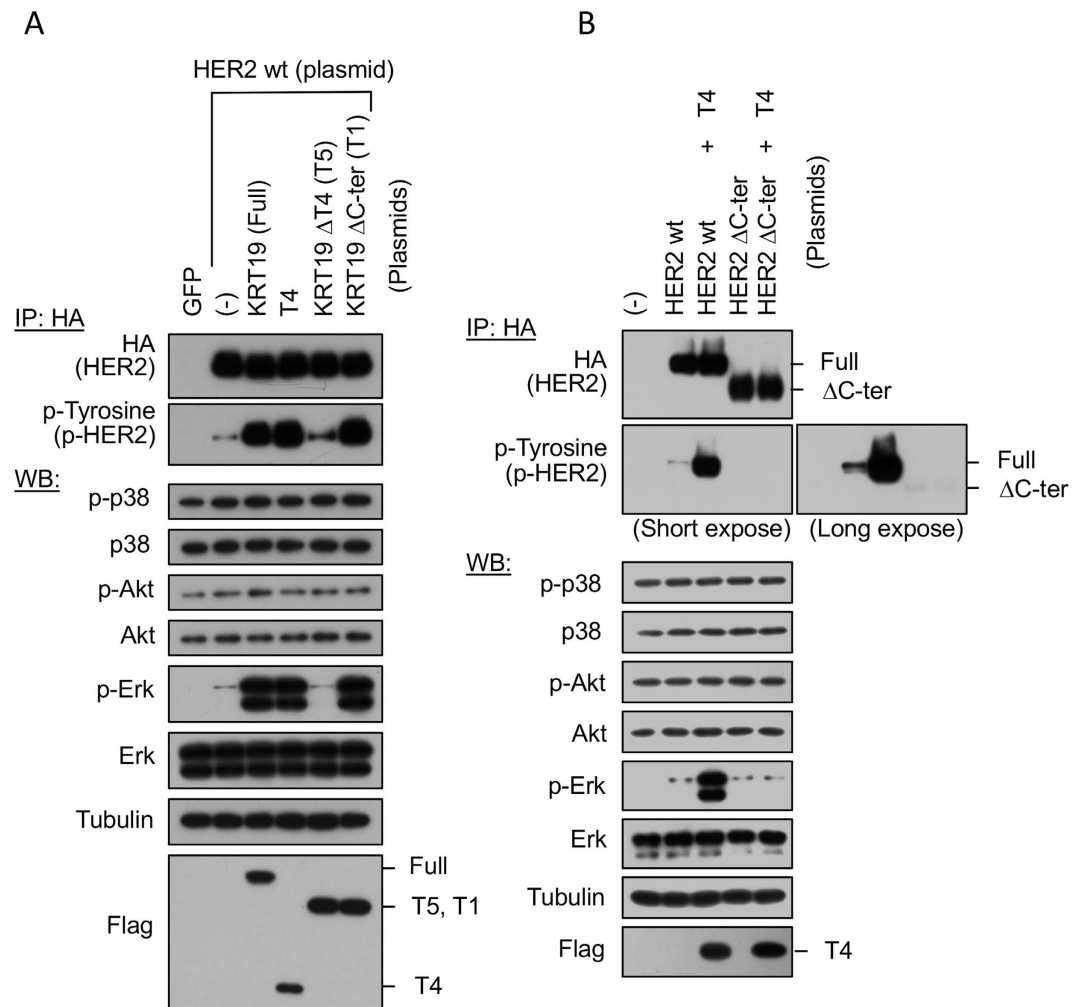 A
HER2 wt (plasmid)
GFP
(-)
KRT19 (Full)
T4
KRT19 ΔT4 (T5)
KRT19 ΔC-ter (T1)
(Plasmids)
IP: HA
HA
(HER2)
p-Tyrosine
(p-HER2)
WB:
p-p38
p38
p-Akt
Akt
p-Erk
Erk
Tubulin
Flag
Full
T5, T1
T4
B
(-)
HER2 wt
HER2 wt + T4
HER2 ΔC-ter
HER2 ΔC-ter + T4
(Plasmids)
IP: HA
HA
(HER2)
Full
ΔC-ter
p-Tyrosine
(p-HER2)
Full
ΔC-ter
(Short expose) (Long expose)
WB:
p-p38
p38
p-Akt
Akt
p-Erk
Erk
Tubulin
Flag
T4